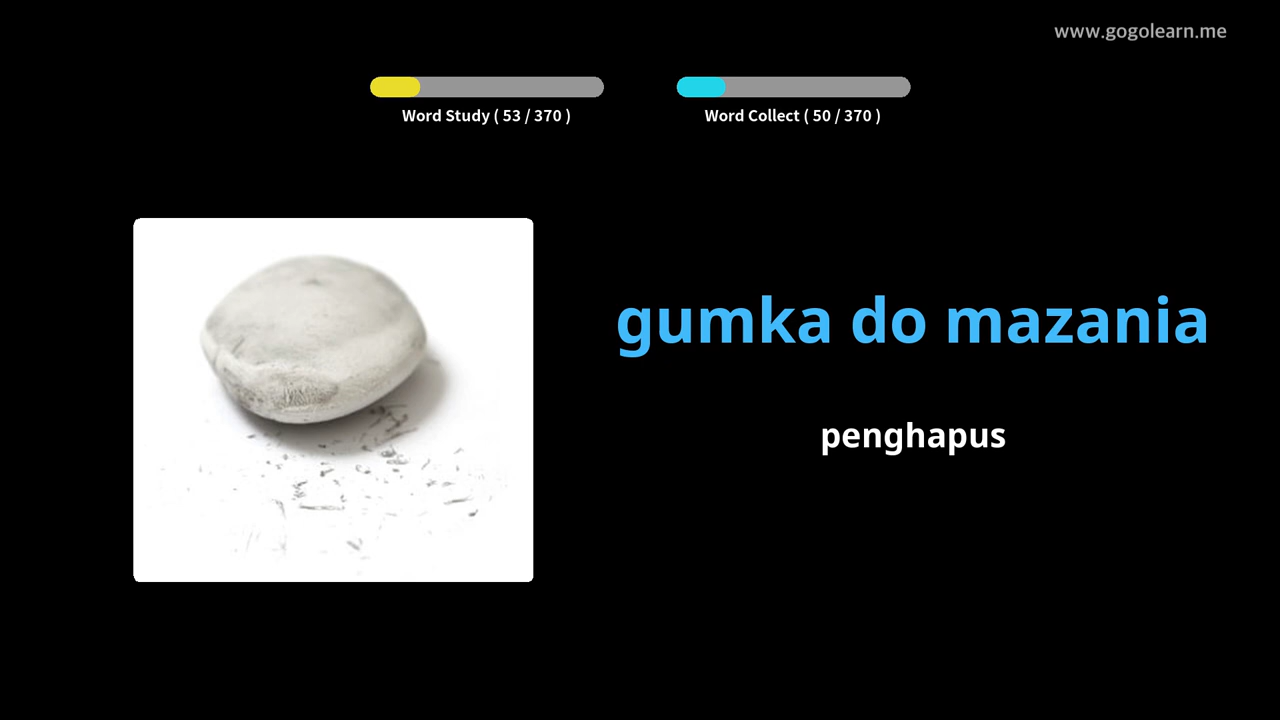 www.gogolearn.me
Word Study ( 53 / 370 )
Word Collect ( 50 / 370 )
gumka do mazania
penghapus